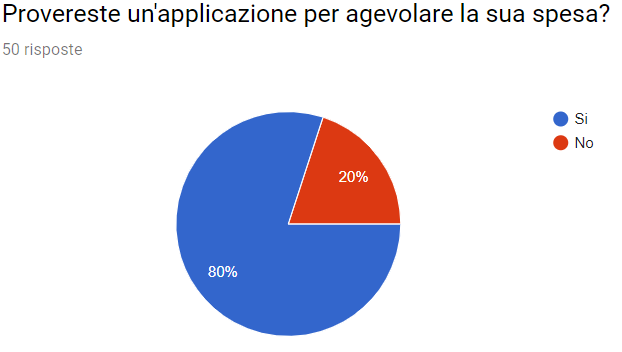 Provereste un'applicazione per agevolare la sua spesa?
50 risposte
Si
No
20%
80%